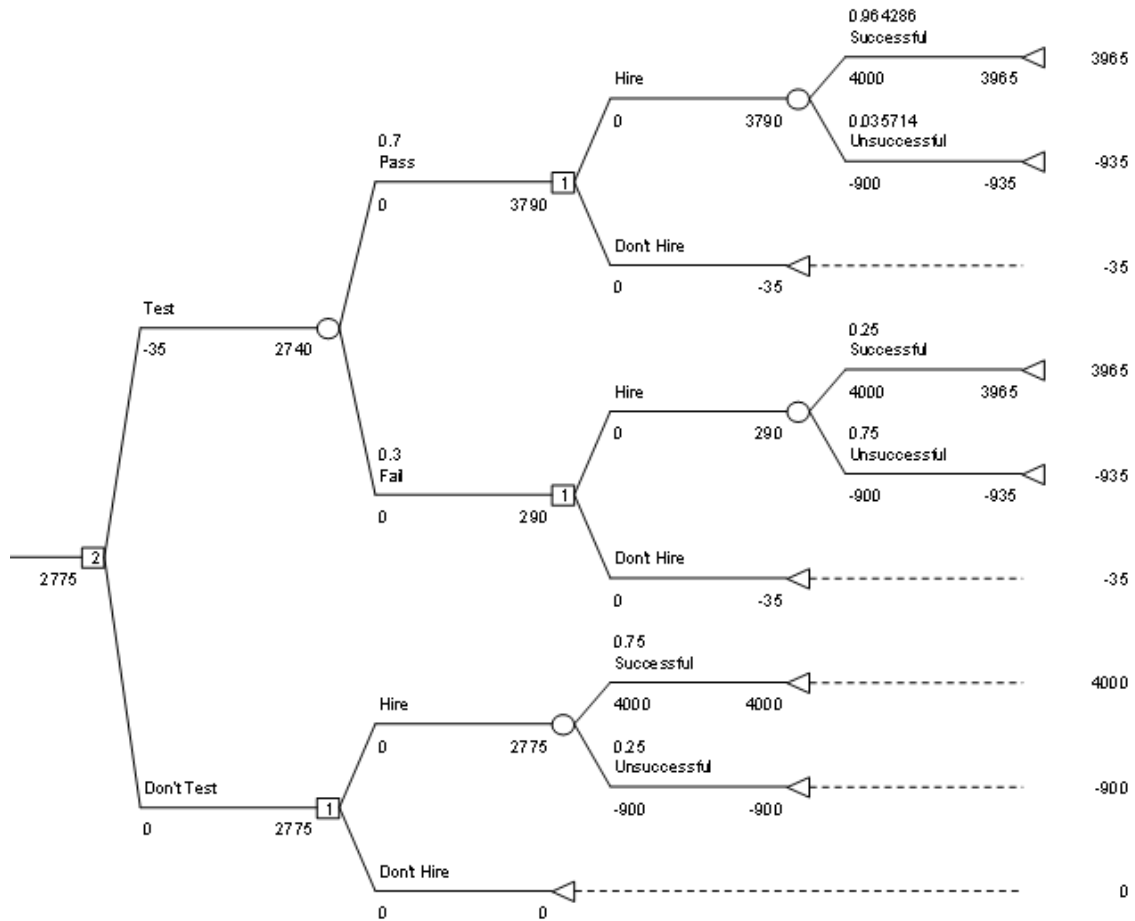 0.964286
Successful
4000 3965
3965
Hire
0 3790
0.035714
Unsuccessful
-900 -935
-935
0.7
Pass
0 3790
1
Don't Hire
0 -35
-35
Test
-35 2740
0.25
Successful
4000 3965
3965
Hire
0 290
0.75
Unsuccessful
-900 -935
-935
0.3
Fail
0 290
1
Don't Hire
0 -35
-35
2
2775
0.75
Successful
4000 4000
4000
Hire
0 2775
0.25
Unsuccessful
-900 -900
-900
Don't Test
0 2775
1
Don't Hire
0 0
0